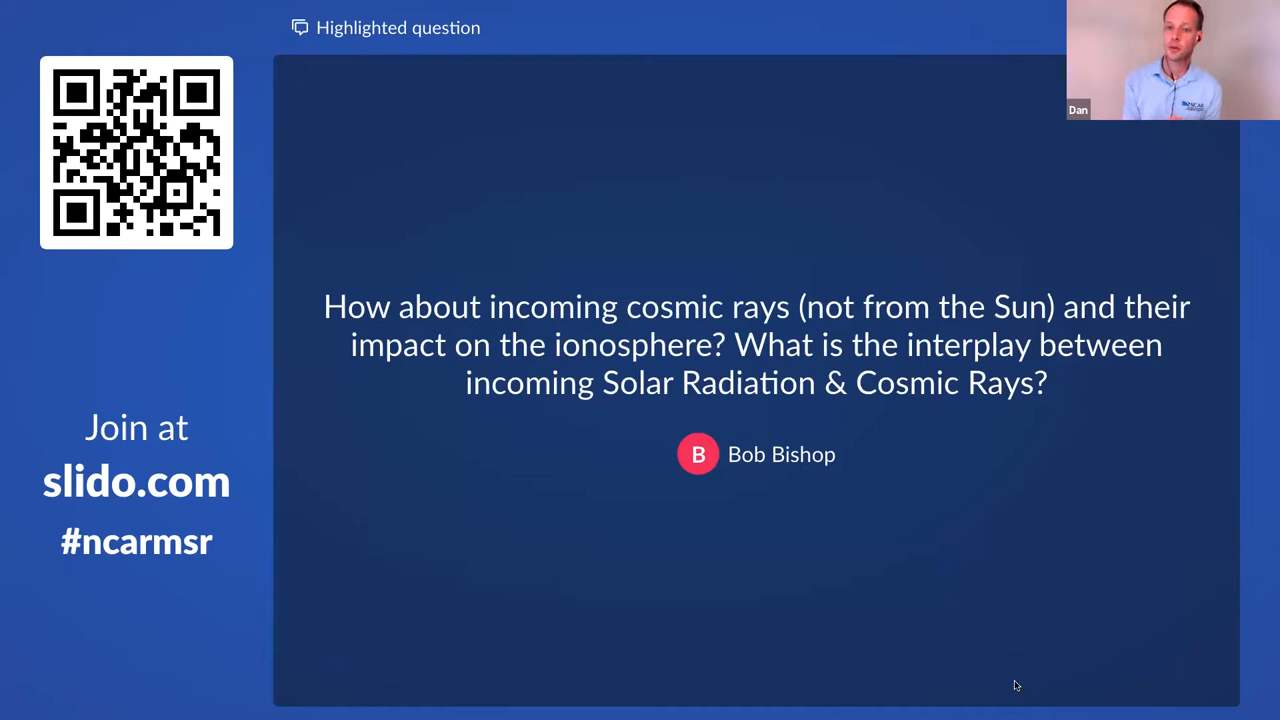 Highlighted question
Dan
NCAR
How about incoming cosmic rays (not from the Sun) and their
impact on the ionosphere? What is the interplay between
incoming Solar Radiation & Cosmic Rays?
B Bob Bishop
Join at
slido.com
#ncarmsr